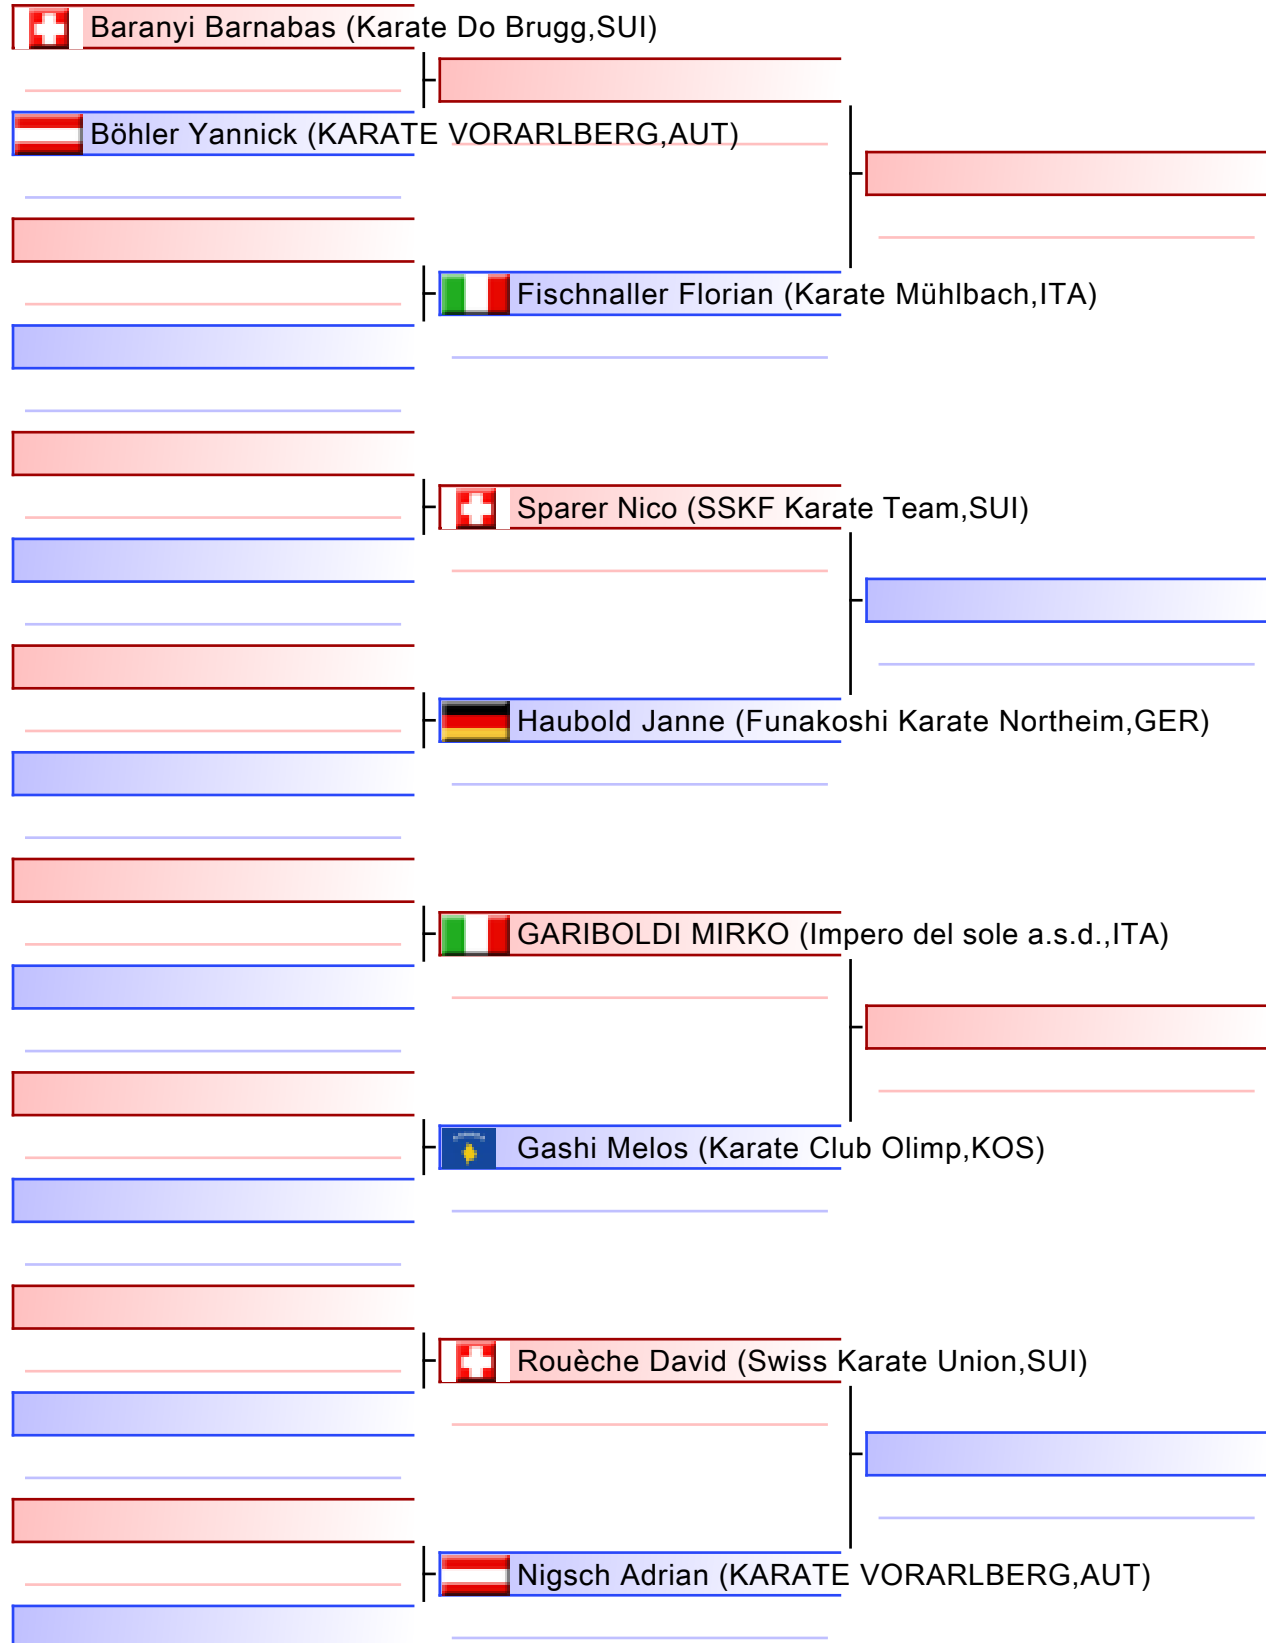 Baranyi Barnabas (Karate Do Brugg,SUI)
Böhler Yannick (KARATE VORARLBERG,AUT)
Fischnaller Florian (Karate Mühlbach,ITA)
Sparer Nico (SSKF Karate Team,SUI)
Haubold Janne (Funakoshi Karate Northeim,GER)
GARIBOLDI MIRKO (Impero del sole a.s.d.,ITA)
Gashi Melos (Karate Club Olimp,KOS)
Rouèche David (Swiss Karate Union,SUI)
Nigsch Adrian (KARATE VORARLBERG,AUT)